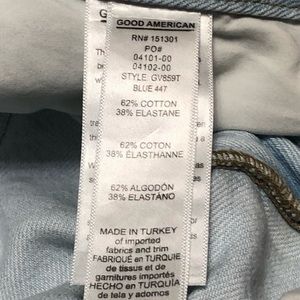 GOOD AMERICAN
RN# 151301
PO#
04101-00
04102-00
STYLE: GV859T
BLUE 447
62% COTTON
38% ELASTANE
62% COTON
38% ÉLASTHANNE
62% ALGODÓN
38% ELASTANO
MADE IN TURKEY
of imported
fabrics and trim
FABRIQUÉ en TURQUIE
de tissus et de
garnitures importés
HECHO en TURQUÍA
de tela y adornos